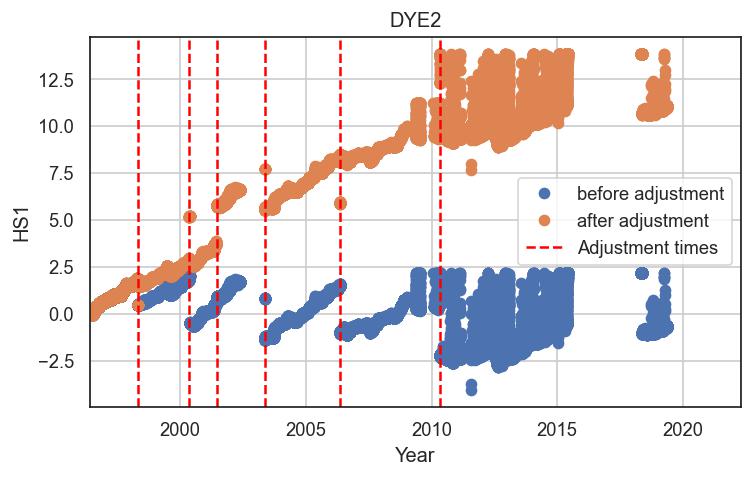 DYE2
12.5
10.0
7.5
5.0
2.5
0.0
−2.5
HS1
before adjustment
after adjustment
Adjustment times
2000 2005 2010 2015 2020
Year